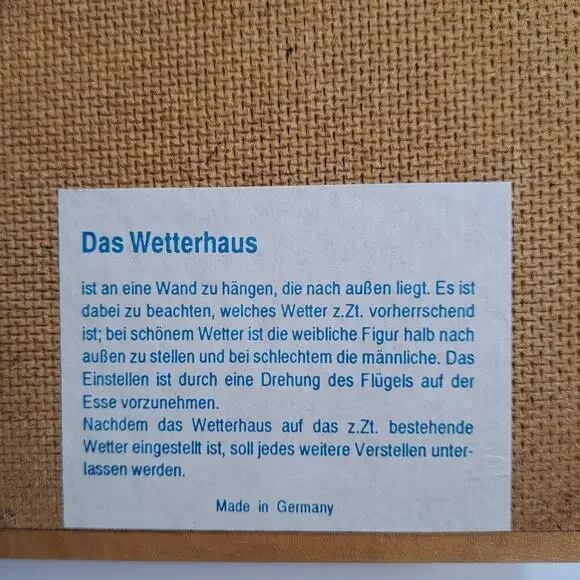 Das Wetterhaus
ist an eine Wand zu hängen, die nach außen liegt. Es ist
dabei zu beachten, welches Wetter z.Zt. vorherrschend
ist; bei schönem Wetter ist die weibliche Figur halb nach
außen zu stellen und bei schlechtem die männliche. Das
Einstellen ist durch eine Drehung des Flügels auf der
Esse vorzunehmen.
Nachdem das Wetterhaus auf das z.Zt. bestehende
Wetter eingestellt ist, soll jedes weitere Verstellen unter-
lassen werden.
Made in Germany